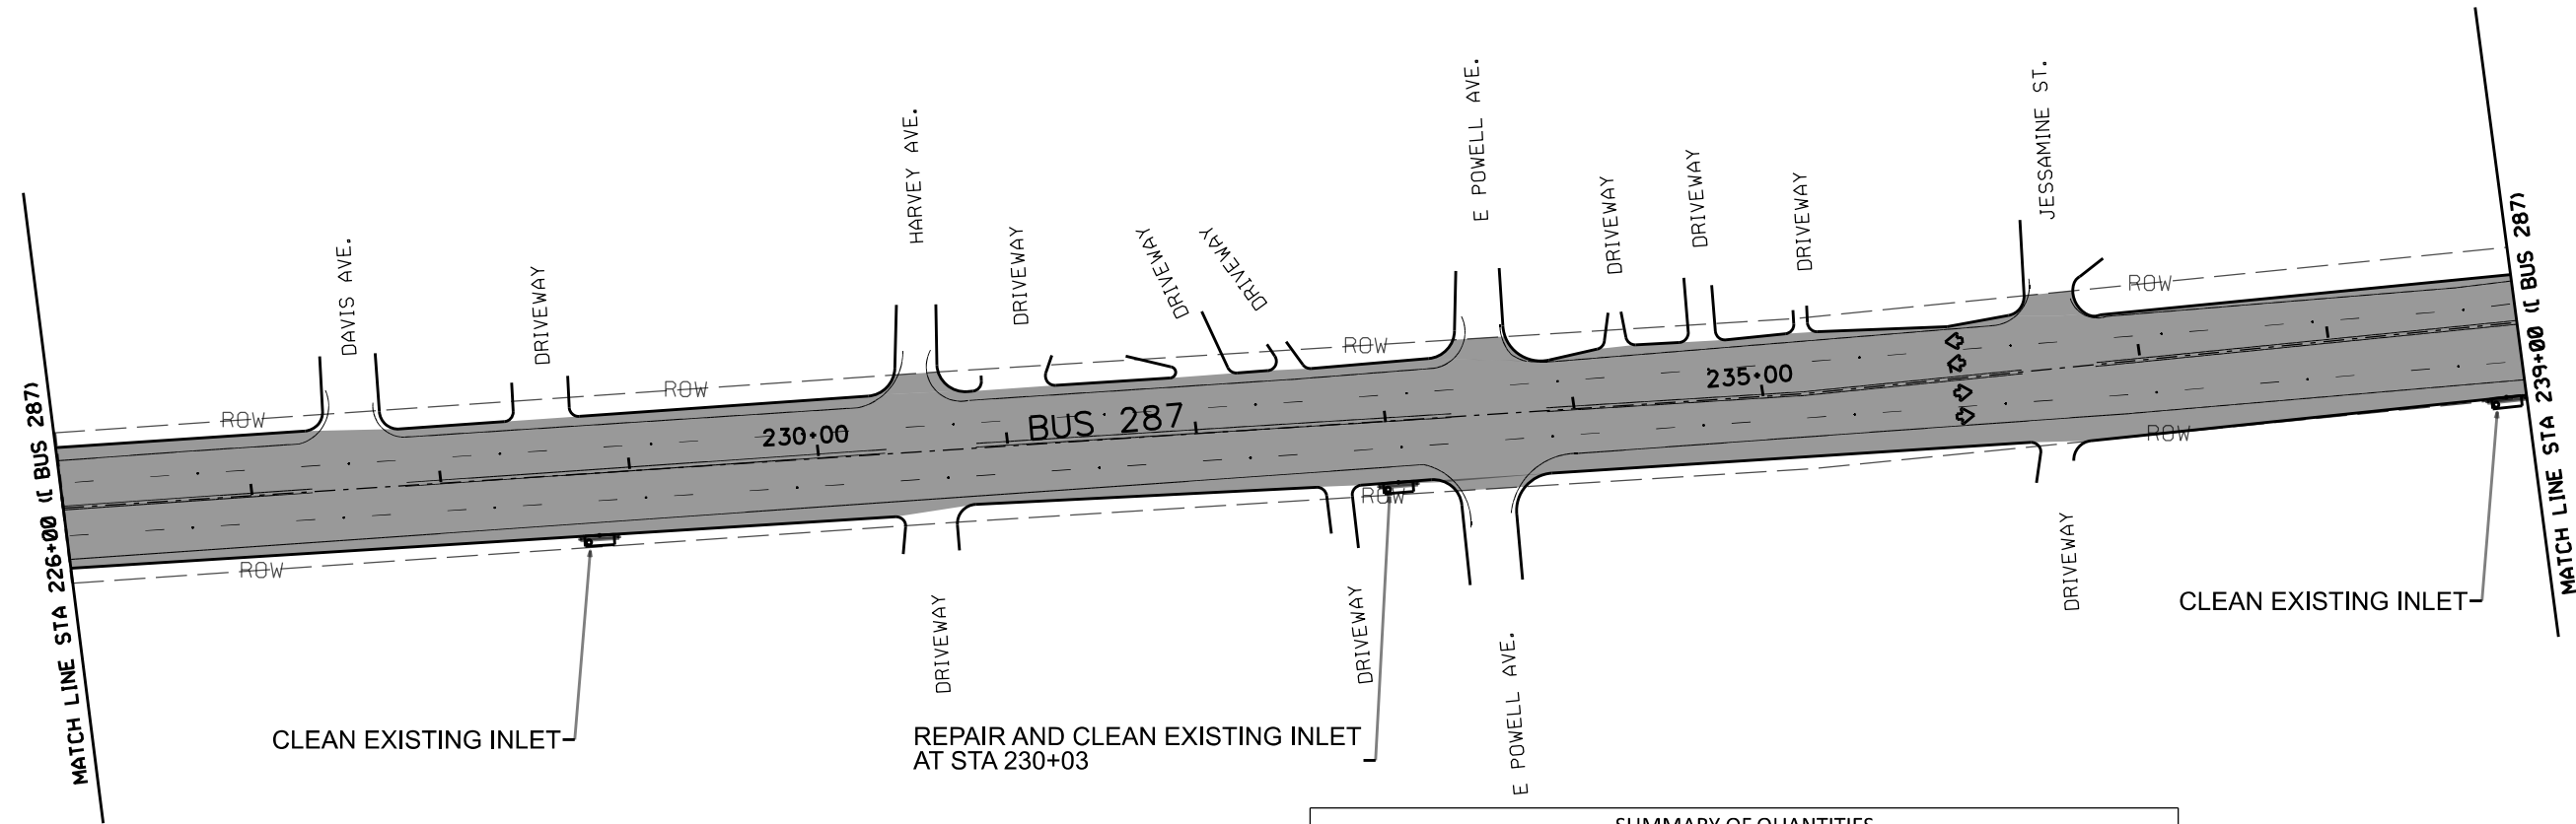 E POWELL AVE.
JESSAMINE ST.
HARVEY AVE.
DRIVEWAY
DRIVEWAY
DRIVEWAY
DRIVEWAY
DRIVEWAY
DRIVEWAY
DAVIS AVE.
DRIVEWAY
ROW
ROW
ROW
ROW
235+00
BUS 287
230+00
ROW
ROW
ROW
MATCH LINE STA 226+00 (℄ BUS 287)
MATCH LINE STA 239+00 (℄ BUS 287)
DRIVEWAY
DRIVEWAY
DRIVEWAY
E POWELL AVE.
CLEAN EXISTING INLET
CLEAN EXISTING INLET
REPAIR AND CLEAN EXISTING INLET
AT STA 230+03
SUMMARY OF QUANTITIES